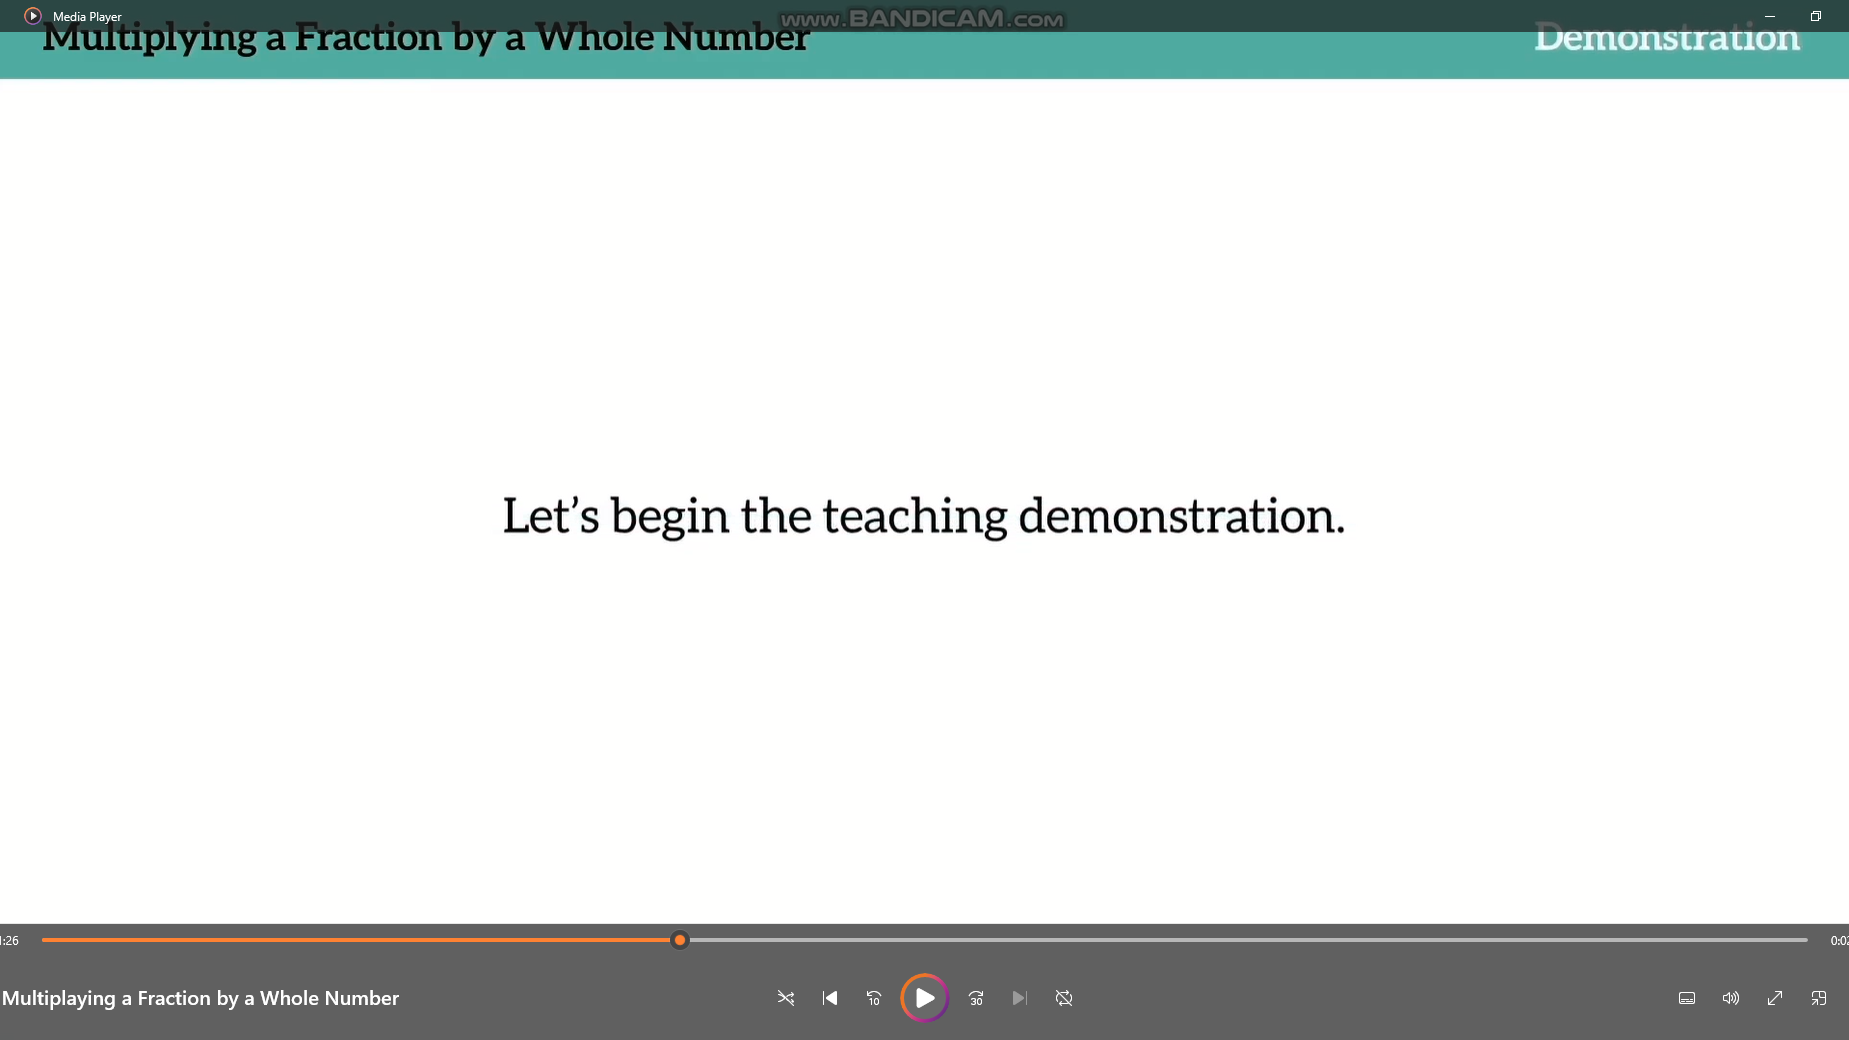 Media Player
www.BANDICAM.com
Multiplying a Fraction by a Whole Number
Demonstration
Let’s begin the teaching demonstration.
:26
0:02
Multiplaying a Fraction by a Whole Number
10
30